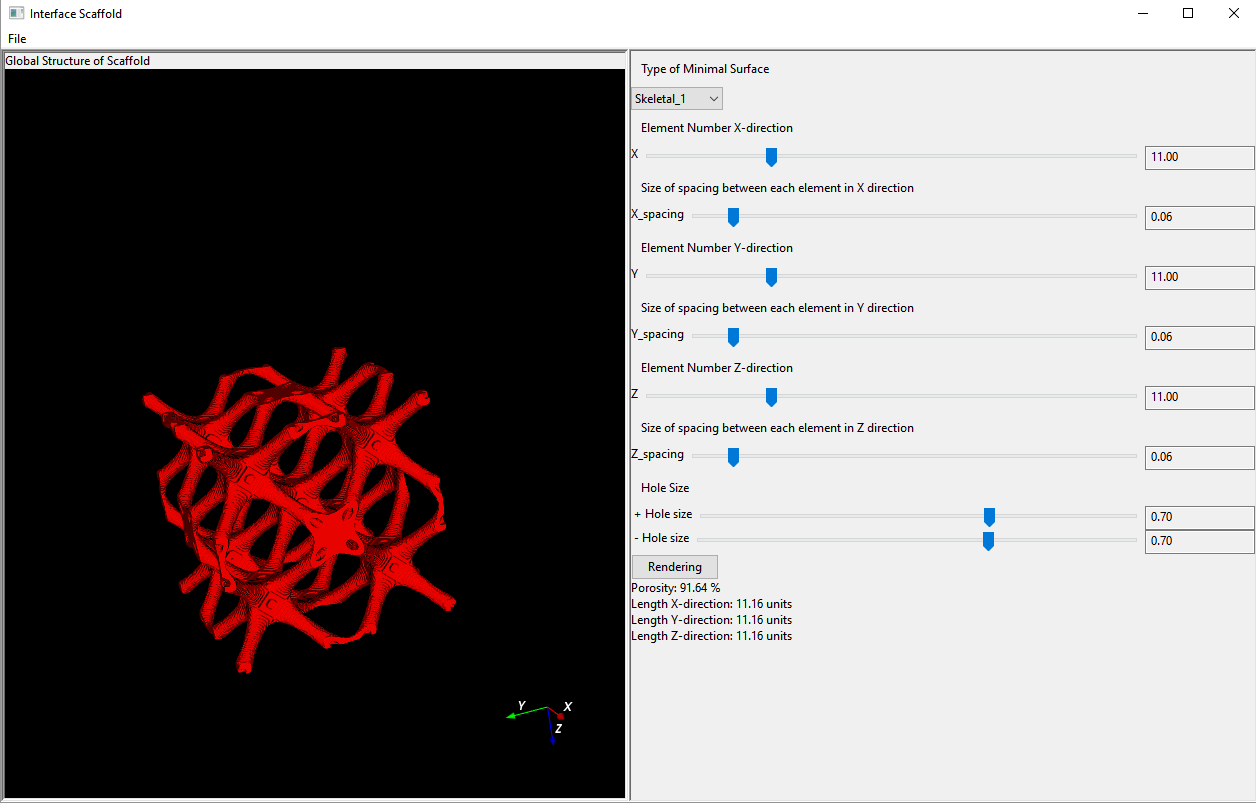 Interface Scaffold
File
Global Structure of Scaffold
Type of Minimal Surface
Skeletal_1
Element Number X-direction
X 11.00
Size of spacing between each element in X direction
X_spacing 0.06
Element Number Y-direction
Y 11.00
Size of spacing between each element in Y direction
Y_spacing 0.06
Element Number Z-direction
Z 11.00
Size of spacing between each element in Z direction
Z_spacing 0.06
Hole Size
+ Hole size 0.70
- Hole size 0.70
Rendering
Porosity: 91.64 %
Length X-direction: 11.16 units
Length Y-direction: 11.16 units
Length Z-direction: 11.16 units
Y X
Z